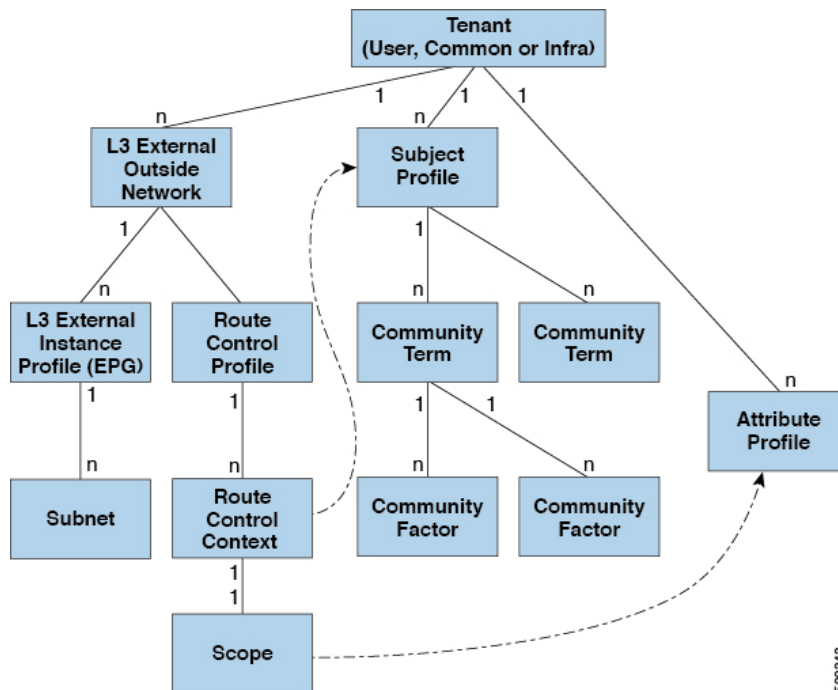 Tenant
(User, Common or Infra)
1
1
1
n
n
L3 External
Outside
Network
Subject
Profile
1
1
n
n
n
n
L3 External
Instance
Profile (EPG)
Route
Control
Profile
Community
Term
Community
Term
n
Attribute
Profile
1
1
1
1
n
n
n
n
Subnet
Route
Control
Context
Community
Factor
Community
Factor
1
1
Scope